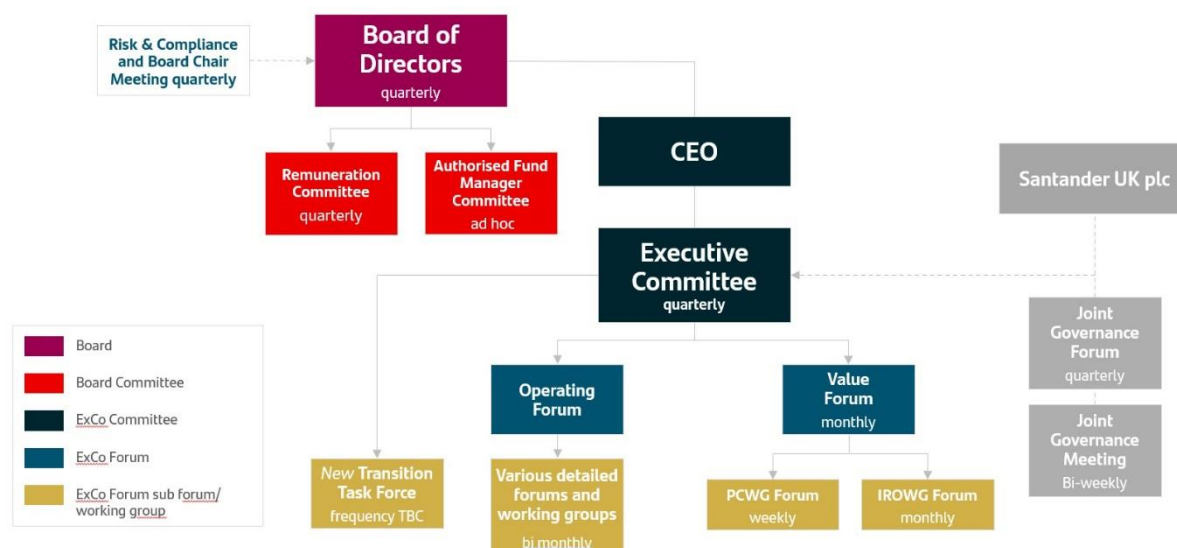 Risk & Compliance
and Board Chair
Meeting quarterly
Board of
Directors
quarterly
CEO
Remuneration
Committee
quarterly
Authorised Fund
Manager
Committee
ad hoc
Santander UK plc
Executive
Committee
quarterly
Joint
Governance
Forum
quarterly
Board
Board Committee
ExCo Committee
ExCo Forum
ExCo Forum sub forum/
working group
Operating
Forum
Value
Forum
monthly
Joint
Governance
Meeting
Bi-weekly
New Transition
Task Force
frequency TBC
Various detailed
forums and
working groups
bi monthly
PCWG Forum
weekly
IROWG Forum
monthly